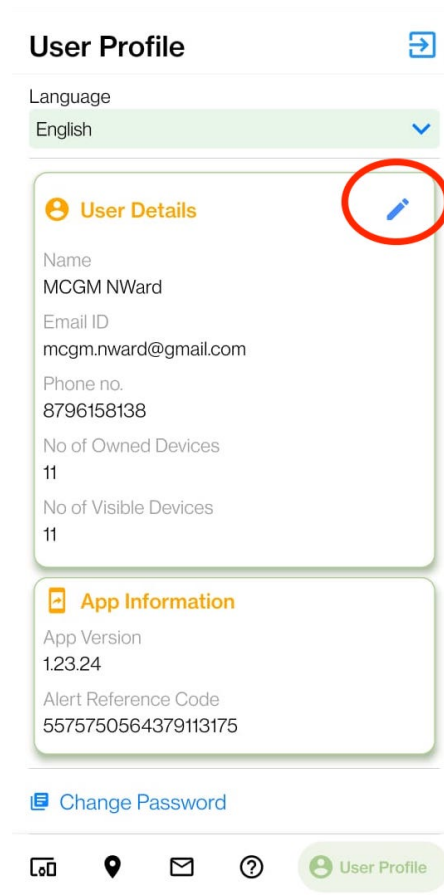 User Profile
Language
English
User Details
Name
MCGM NWard
Email ID
mcgm.nward@gmail.com
Phone no.
8796158138
No of Owned Devices
11
No of Visible Devices
11
App Information
App Version
1.23.24
Alert Reference Code
5575750564379113175
Change Password
User Profile